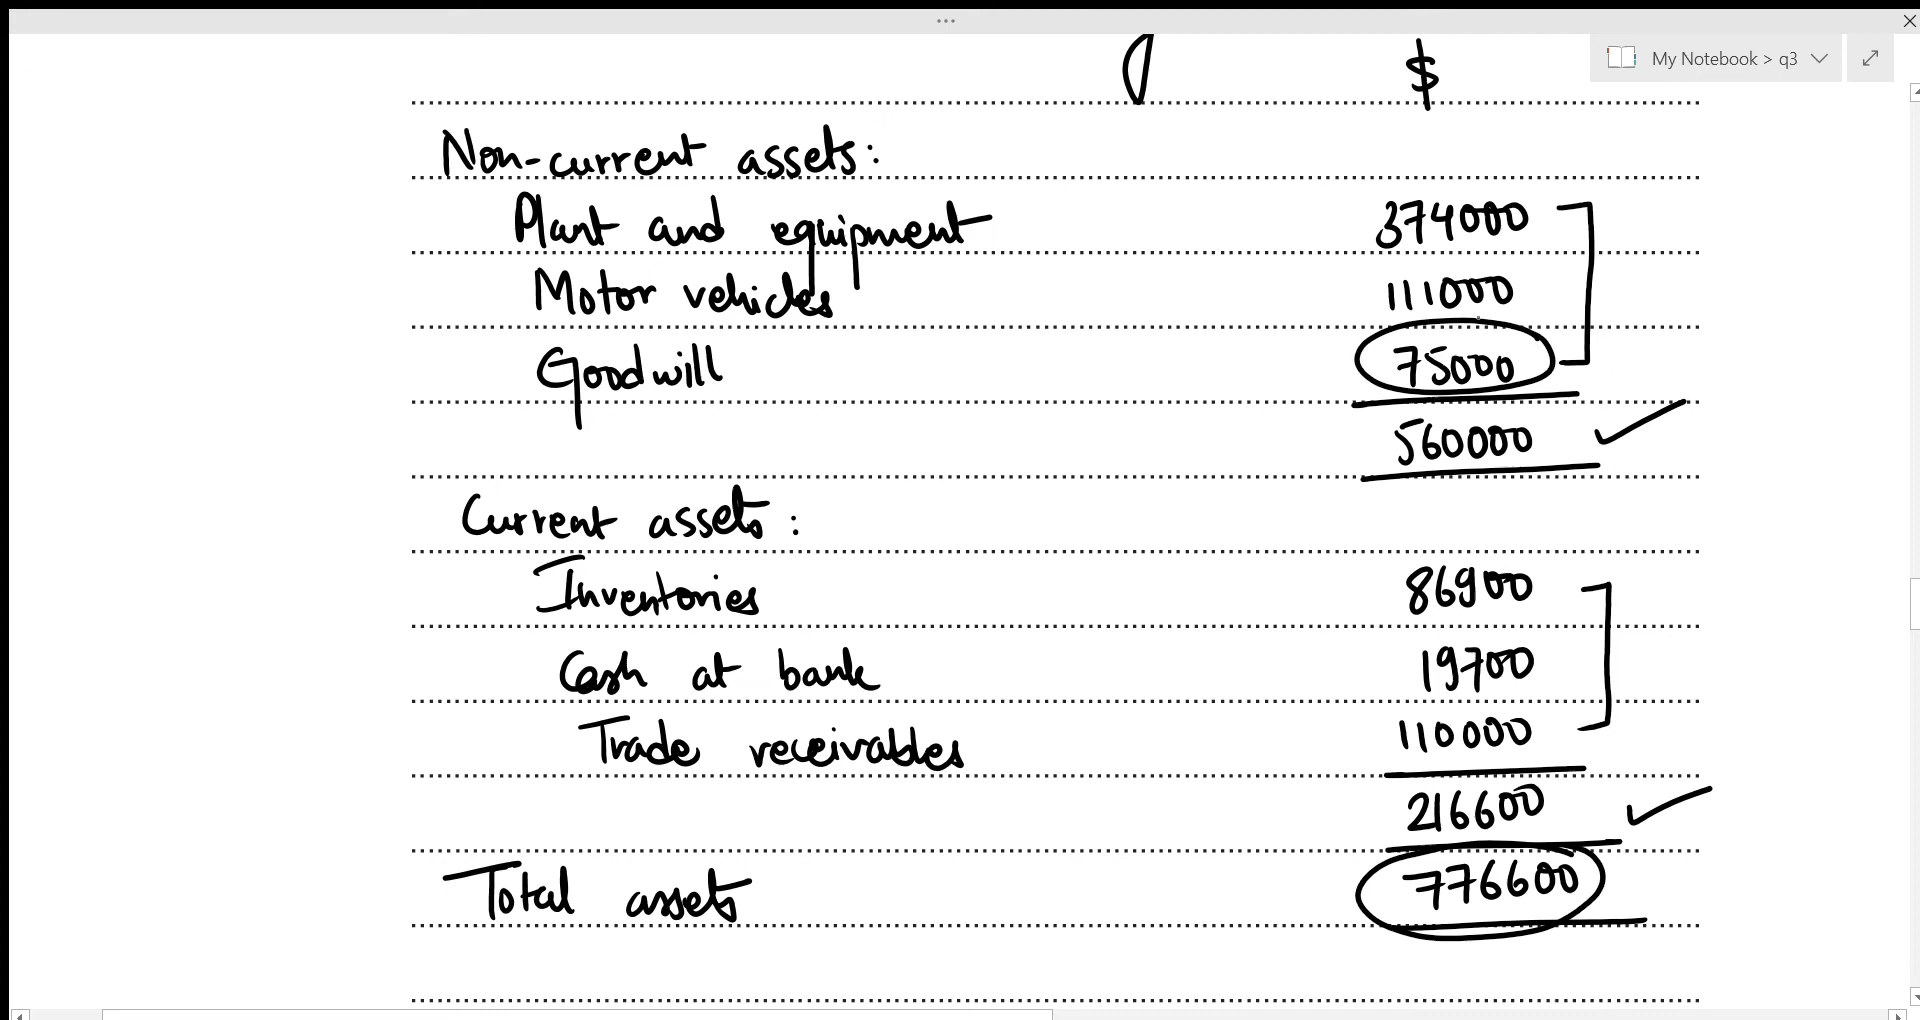 My Notebook > q3
$
Non-current assets:
Plant and equipment 374000
Motor vehicles 111000
Goodwill 75000
560000
Current assets:
Inventories 86900
Cash at bank 19700
Trade receivables 110000
216600
Total assets 776600